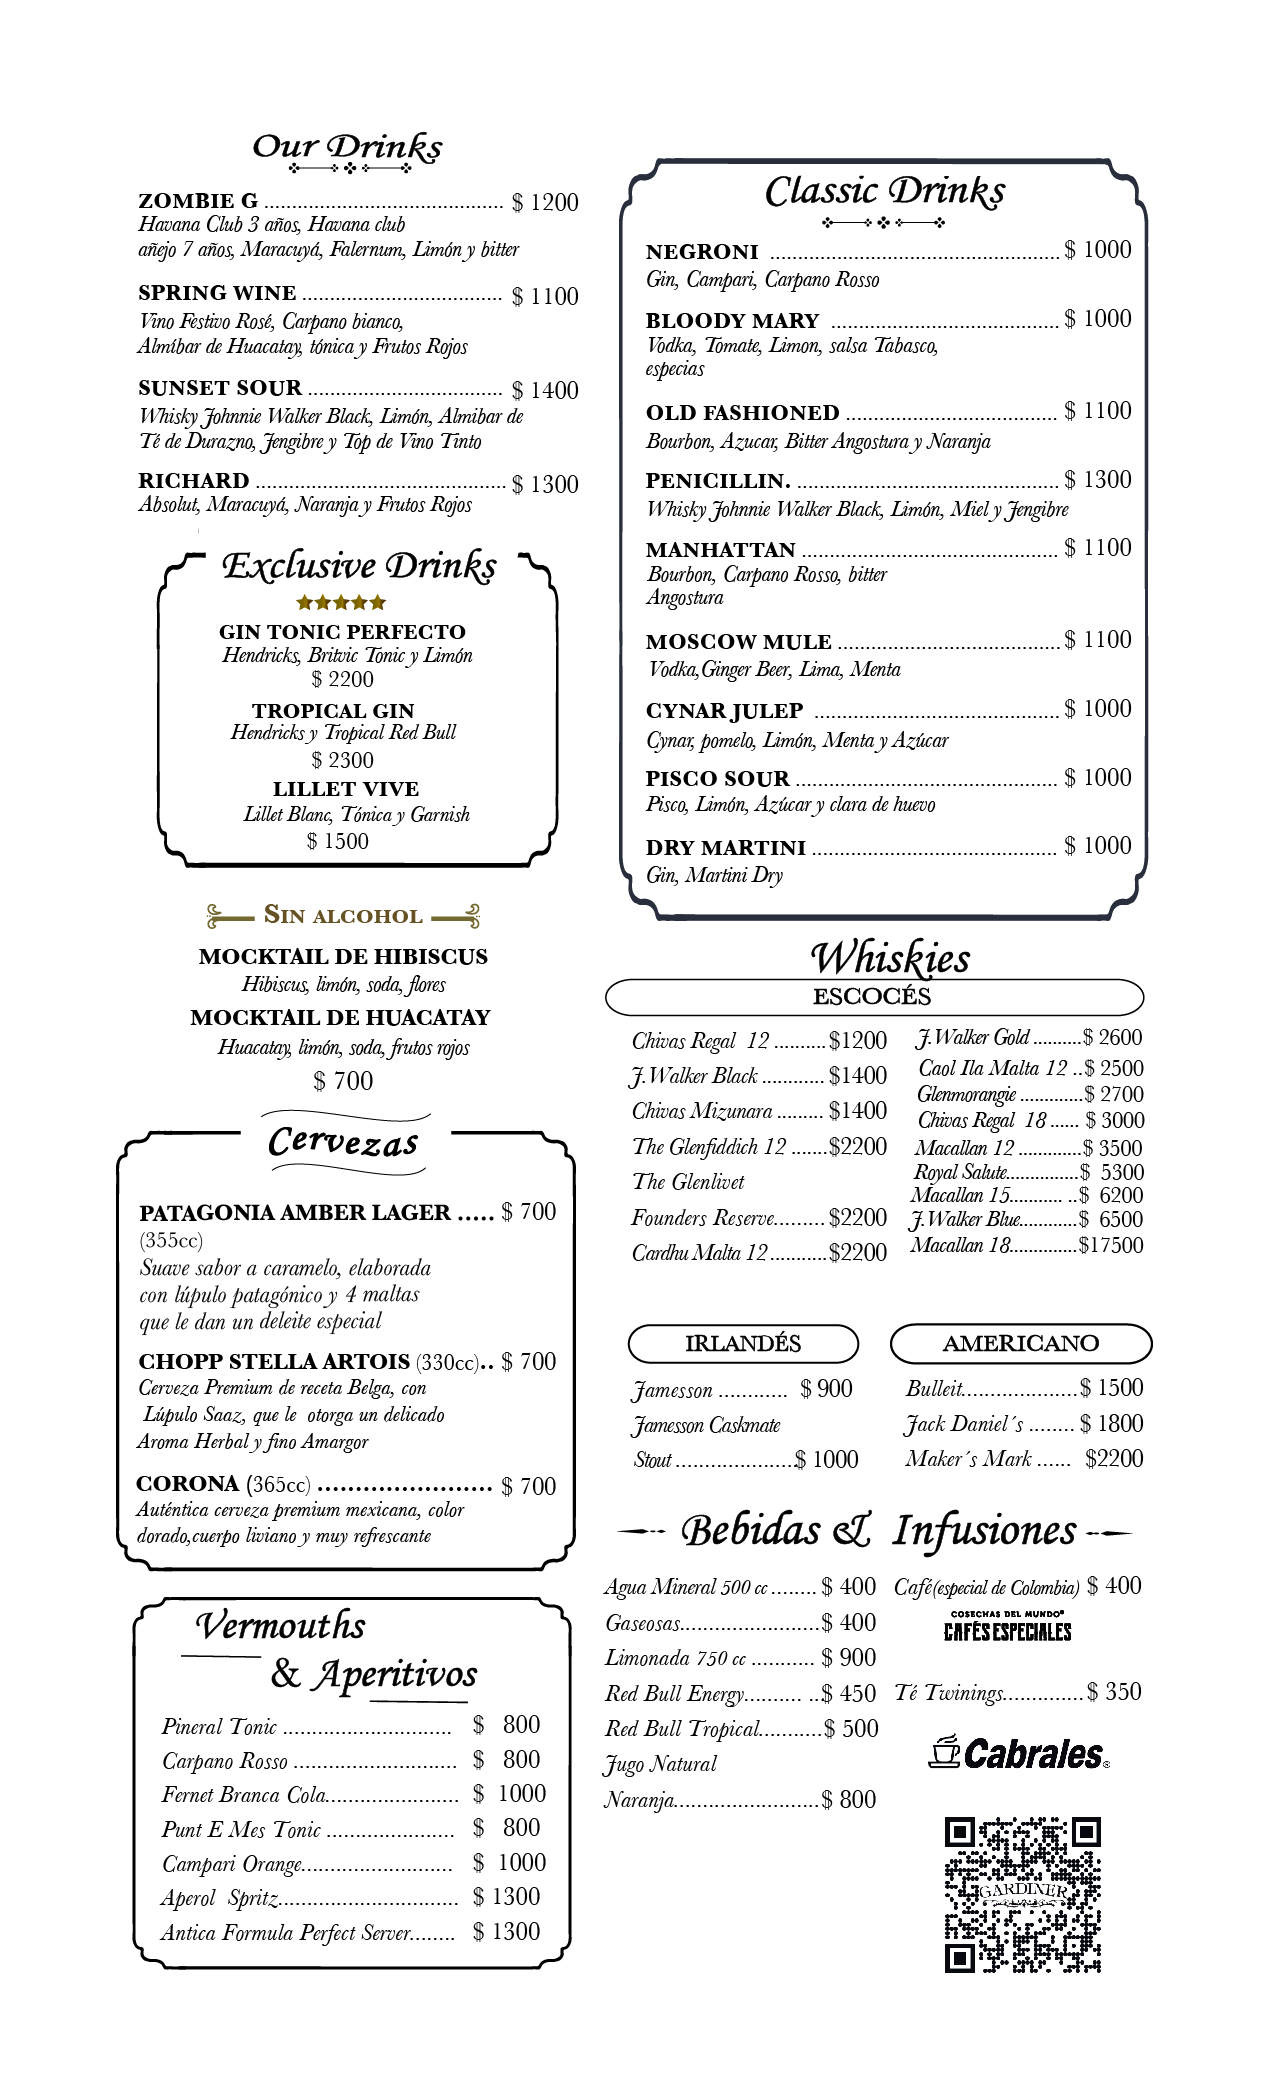 Our Drinks
ZOMBIE G ........................................... $ 1200
Havana Club 3 años, Havana club
añejo 7 años, Maracuyá, Falernum, Limón y bitter
SPRING WINE .................................... $ 1100
Vino Festivo Rosé, Carpano bianco,
Almíbar de Huacatay, tónica y Frutos Rojos
SUNSET SOUR ................................... $ 1400
Whisky Johnnie Walker Black, Limón, Almibar de
Té de Durazno, Jengibre y Top de Vino Tinto
RICHARD ............................................. $ 1300
Absolut, Maracuyá, Naranja y Frutos Rojos
Exclusive Drinks
GIN TONIC PERFECTO
Hendricks, Britvic Tonic y Limón
$ 2200
TROPICAL GIN
Hendricks y Tropical Red Bull
$ 2300
LILLET VIVE
Lillet Blanc, Tónica y Garnish
$ 1500
SIN ALCOHOL
MOCKTAIL DE HIBISCUS
Hibiscus, limón, soda, flores
MOCKTAIL DE HUACATAY
Huacatay, limón, soda, frutos rojos
$ 700
Cervezas
PATAGONIA AMBER LAGER ..... $ 700
(355cc)
Suave sabor a caramelo, elaborada
con lúpulo patagónico y 4 maltas
que le dan un deleite especial
CHOPP STELLA ARTOIS (330cc).. $ 700
Cerveza Premium de receta Belga, con
Lúpulo Saaz, que le otorga un delicado
Aroma Herbal y fino Amargor
CORONA (365cc) ....................... $ 700
Auténtica cerveza premium mexicana, color
dorado,cuerpo liviano y muy refrescante
Vermouths
& Aperitivos
Pineral Tonic ............................. $ 800
Carpano Rosso ............................ $ 800
Fernet Branca Cola....................... $ 1000
Punt E Mes Tonic ...................... $ 800
Campari Orange.......................... $ 1000
Aperol Spritz............................... $ 1300
Antica Formula Perfect Server........ $ 1300
Classic Drinks
NEGRONI .................................................... $ 1000
Gin, Campari, Carpano Rosso
BLOODY MARY ......................................... $ 1000
Vodka, Tomate, Limon, salsa Tabasco,
especias
OLD FASHIONED ...................................... $ 1100
Bourbon, Azucar, Bitter Angostura y Naranja
PENICILLIN. ............................................... $ 1300
Whisky Johnnie Walker Black, Limón, Miel y Jengibre
MANHATTAN .............................................. $ 1100
Bourbon, Carpano Rosso, bitter
Angostura
MOSCOW MULE ........................................ $ 1100
Vodka,Ginger Beer, Lima, Menta
CYNAR JULEP ............................................ $ 1000
Cynar, pomelo, Limón, Menta y Azúcar
PISCO SOUR ............................................... $ 1000
Pisco, Limón, Azúcar y clara de huevo
DRY MARTINI ............................................ $ 1000
Gin, Martini Dry
Whiskies
ESCOCÉS
Chivas Regal 12 .........$1200
J.Walker Black ...........$1400
Chivas Mizunara ........ $1400
The Glenfiddich 12 .......$2200
The Glenlivet
Founders Reserve.........$2200
Cardhu Malta 12..........$2200
J.Walker Gold ..........$ 2600
Caol Ila Malta 12 ..$ 2500
Glenmorangie .............$ 2700
Chivas Regal 18 ...... $ 3000
Macallan 12 .............$ 3500
Royal Salute...............$ 5300
Macallan 15.......... ..$ 6200
J.Walker Blue............$ 6500
Macallan 18..............$17500
IRLANDÉS
Jamesson ............ $ 900
Jamesson Caskmate
Stout .....................$ 1000
AMERICANO
Bulleit....................$ 1500
Jack Daniel´s ........ $ 1800
Maker´s Mark ...... $2200
Bebidas & Infusiones
Agua Mineral 500 cc ........ $ 400
Gaseosas........................$ 400
Limonada 750 cc ........... $ 900
Red Bull Energy.......... ..$ 450
Red Bull Tropical...........$ 500
Jugo Natural
Naranja.........................$ 800
Café(especial de Colombia) $ 400
COSECHAS DEL MUNDO®
CAFÉS ESPECIALES
Té Twinings..............$ 350
Cabrales®
GARDINER